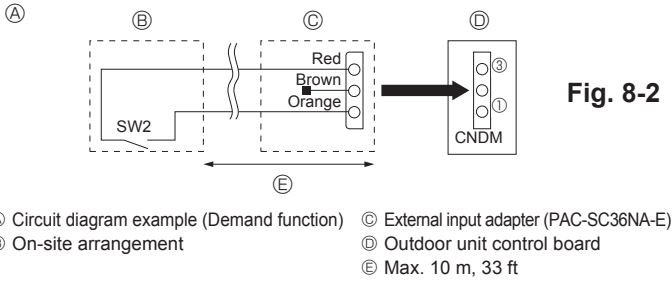 Ⓐ
Ⓑ Ⓒ Ⓓ
Red
Brown
Orange
SW2
③
①
CNDM
Fig. 8-2
Ⓔ
Circuit diagram example (Demand function) Ⓒ External input adapter (PAC-SC36NA-E)
On-site arrangement Ⓓ Outdoor unit control board
Ⓔ Max. 10 m, 33 ft